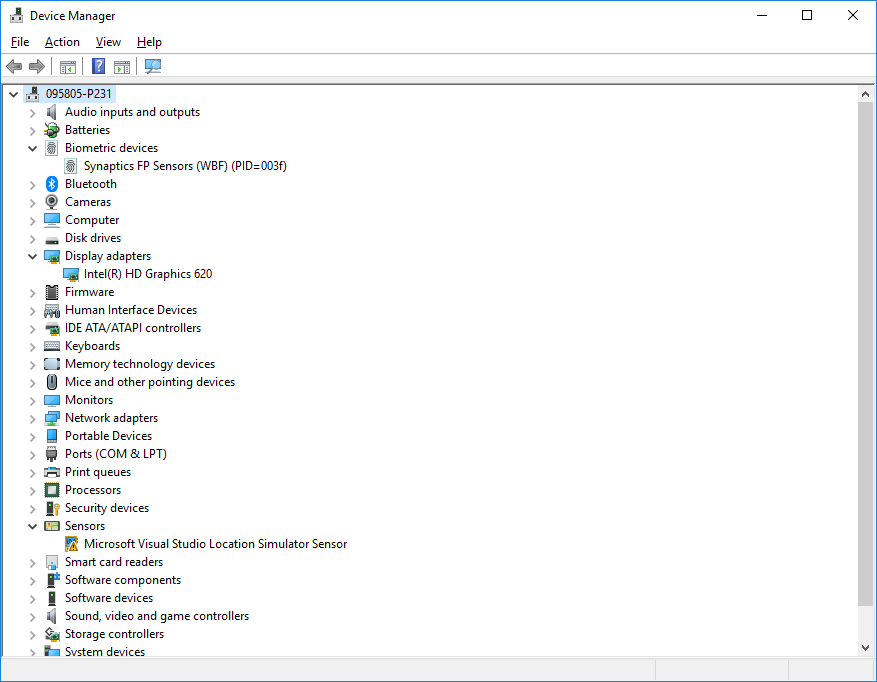 Device Manager
File Action View Help
095805-P231
Audio inputs and outputs
Batteries
Biometric devices
Synaptics FP Sensors (WBF) (PID=003f)
Bluetooth
Cameras
Computer
Disk drives
Display adapters
Intel(R) HD Graphics 620
Firmware
Human Interface Devices
IDE ATA/ATAPI controllers
Keyboards
Memory technology devices
Mice and other pointing devices
Monitors
Network adapters
Portable Devices
Ports (COM & LPT)
Print queues
Processors
Security devices
Sensors
Microsoft Visual Studio Location Simulator Sensor
Smart card readers
Software components
Software devices
Sound, video and game controllers
Storage controllers
System devices